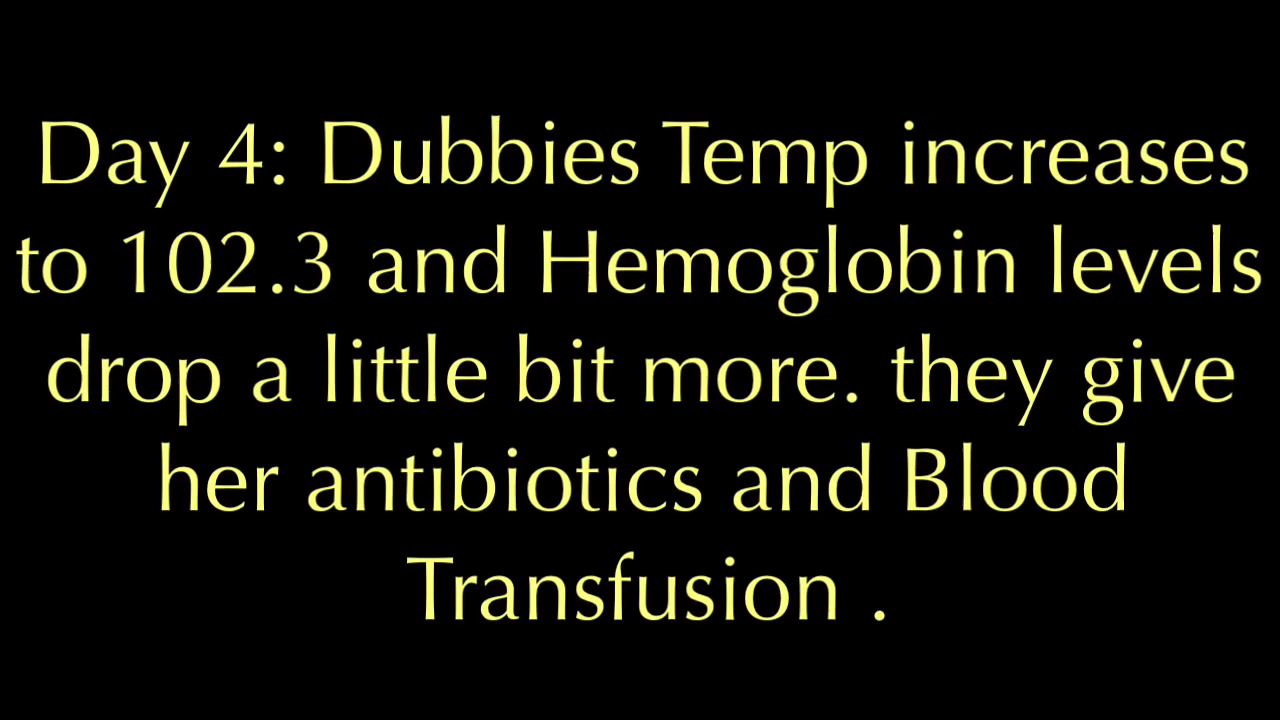 Day 4: Dubbies Temp increases
to 102.3 and Hemoglobin levels
drop a little bit more. they give
her antibiotics and Blood
Transfusion .